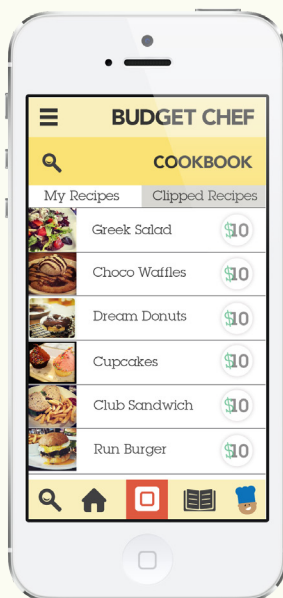 BUDGET CHEF
COOKBOOK
My Recipes Clipped Recipes
Greek Salad $10
Choco Waffles $10
Dream Donuts $10
Cupcakes $10
Club Sandwich $10
Run Burger $10